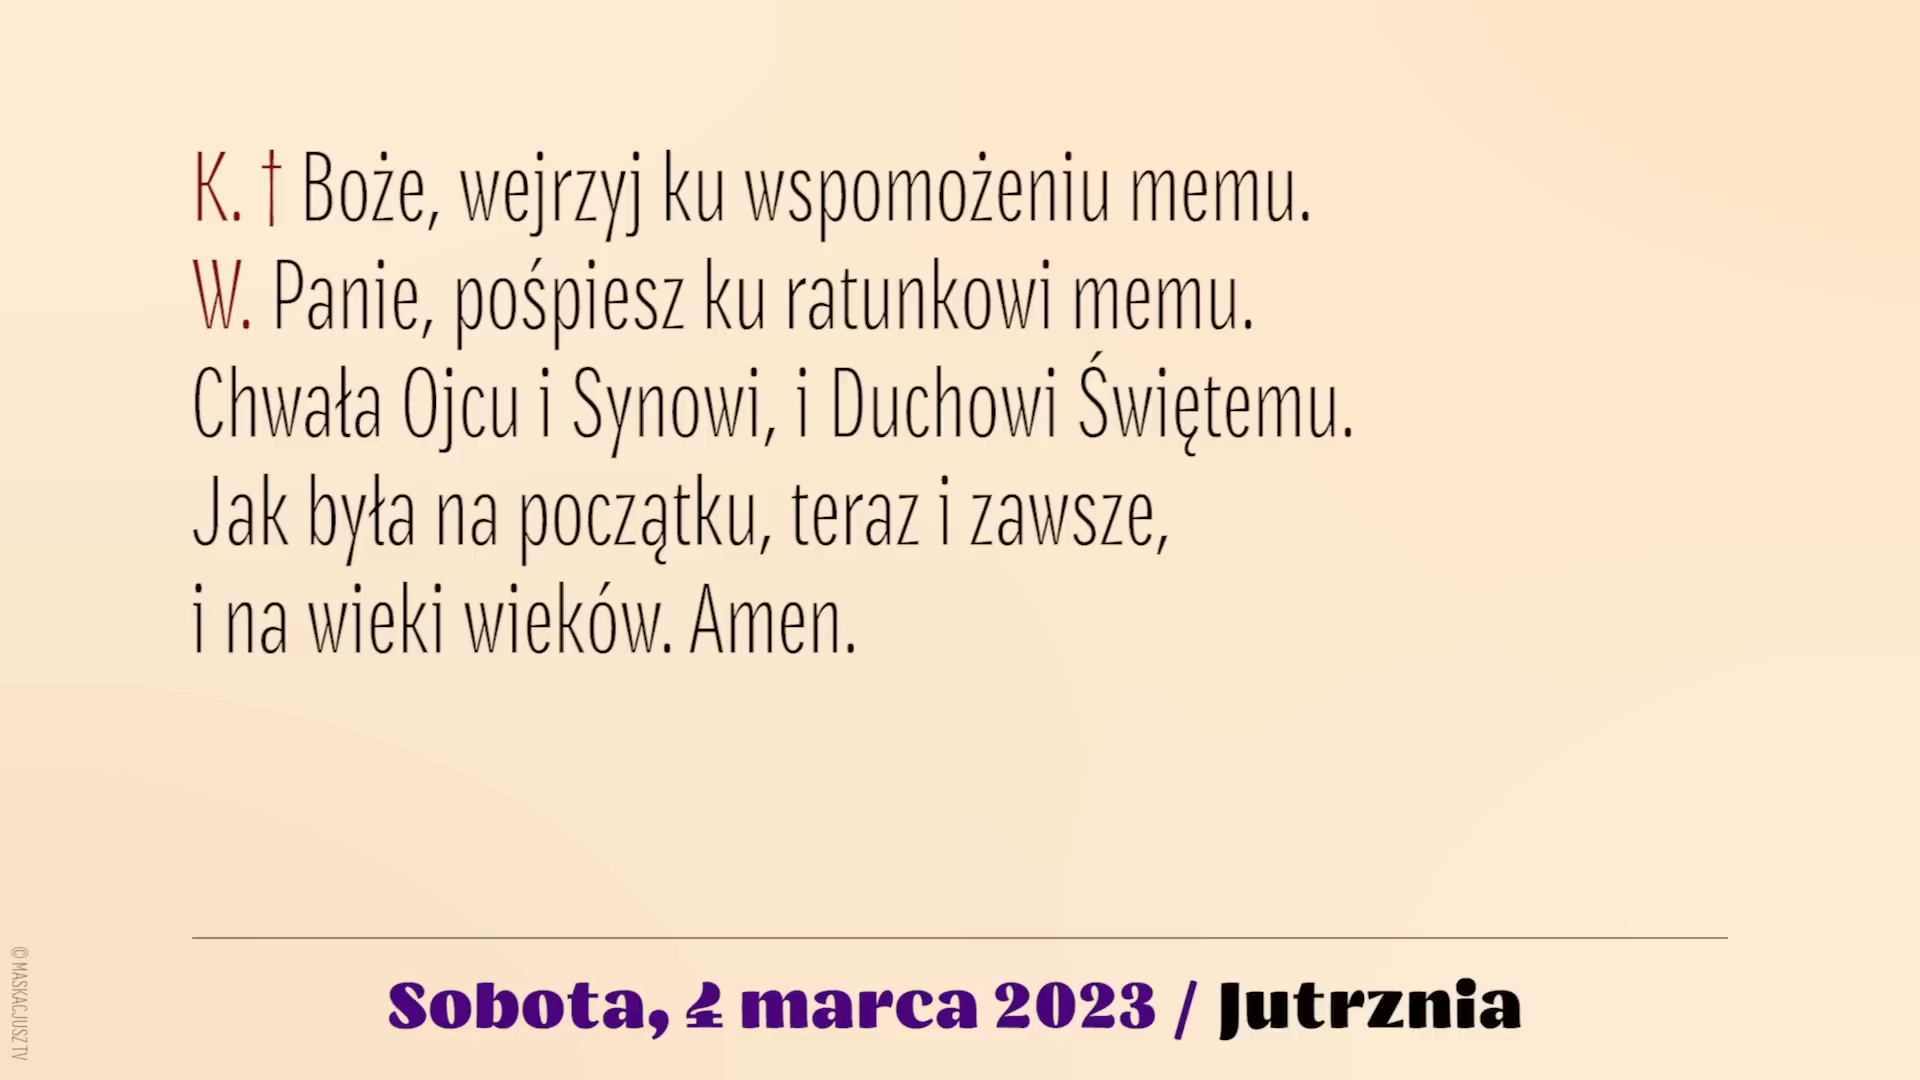 K. † Boże, wejrzyj ku wspomożeniu memu.
W. Panie, pośpiesz ku ratunkowi memu.
Chwała Ojcu i Synowi, i Duchowi Świętemu.
Jak była na początku, teraz i zawsze,
i na wieki wieków. Amen.
Sobota, 4 marca 2023 / Jutrznia
© MASKACJUSZ TV